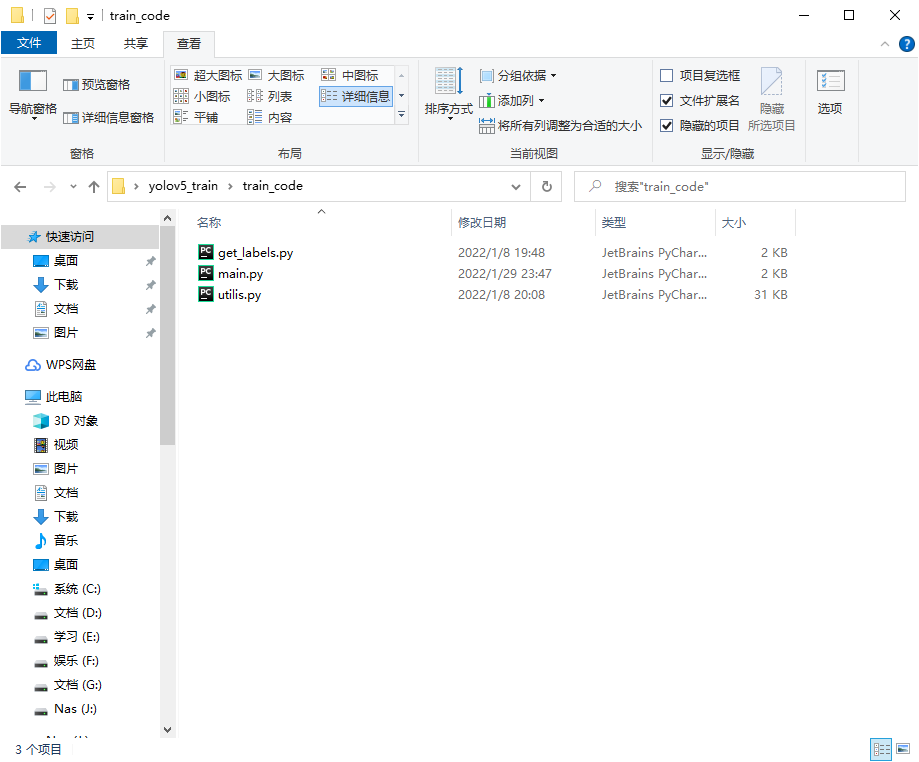 train_code
文件 主页 共享 查看
导航窗格 预览窗格 详细信息窗格
窗格
超大图标 大图标 中图标
小图标 列表 详细信息
平铺 内容
布局
排序方式 分组依据 添加列 将所有列调整为合适的大小
当前视图
项目复选框
文件扩展名
隐藏的项目
隐藏
所选项目
显示/隐藏
选项
yolov5_train train_code
搜索"train_code"
名称 修改日期 类型 大小
get_labels.py 2022/1/8 19:48 JetBrains PyChar... 2 KB
main.py 2022/1/29 23:47 JetBrains PyChar... 2 KB
utilis.py 2022/1/8 20:08 JetBrains PyChar... 31 KB
快速访问
桌面
下载
文档
图片
WPS网盘
此电脑
3D 对象
视频
图片
文档
下载
音乐
桌面
系统 (C:)
文档 (D:)
学习 (E:)
娱乐 (F:)
文档 (G:)
Nas (J:)
3 个项目